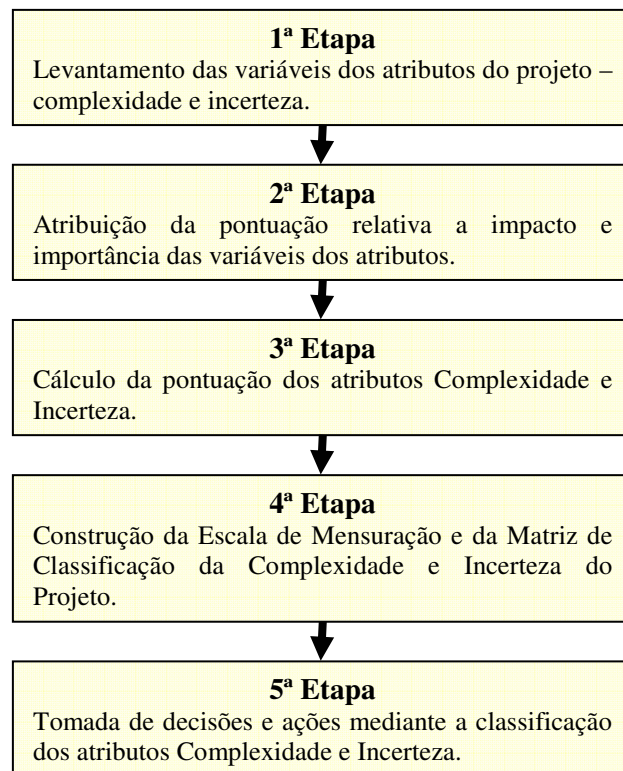 1ª Etapa
Levantamento das variáveis dos atributos do projeto –
complexidade e incerteza.
2ª Etapa
Atribuição da pontuação relativa a impacto e
importância das variáveis dos atributos.
3ª Etapa
Cálculo da pontuação dos atributos Complexidade e
Incerteza.
4ª Etapa
Construção da Escala de Mensuração e da Matriz de
Classificação da Complexidade e Incerteza do
Projeto.
5ª Etapa
Tomada de decisões e ações mediante a classificação
dos atributos Complexidade e Incerteza.